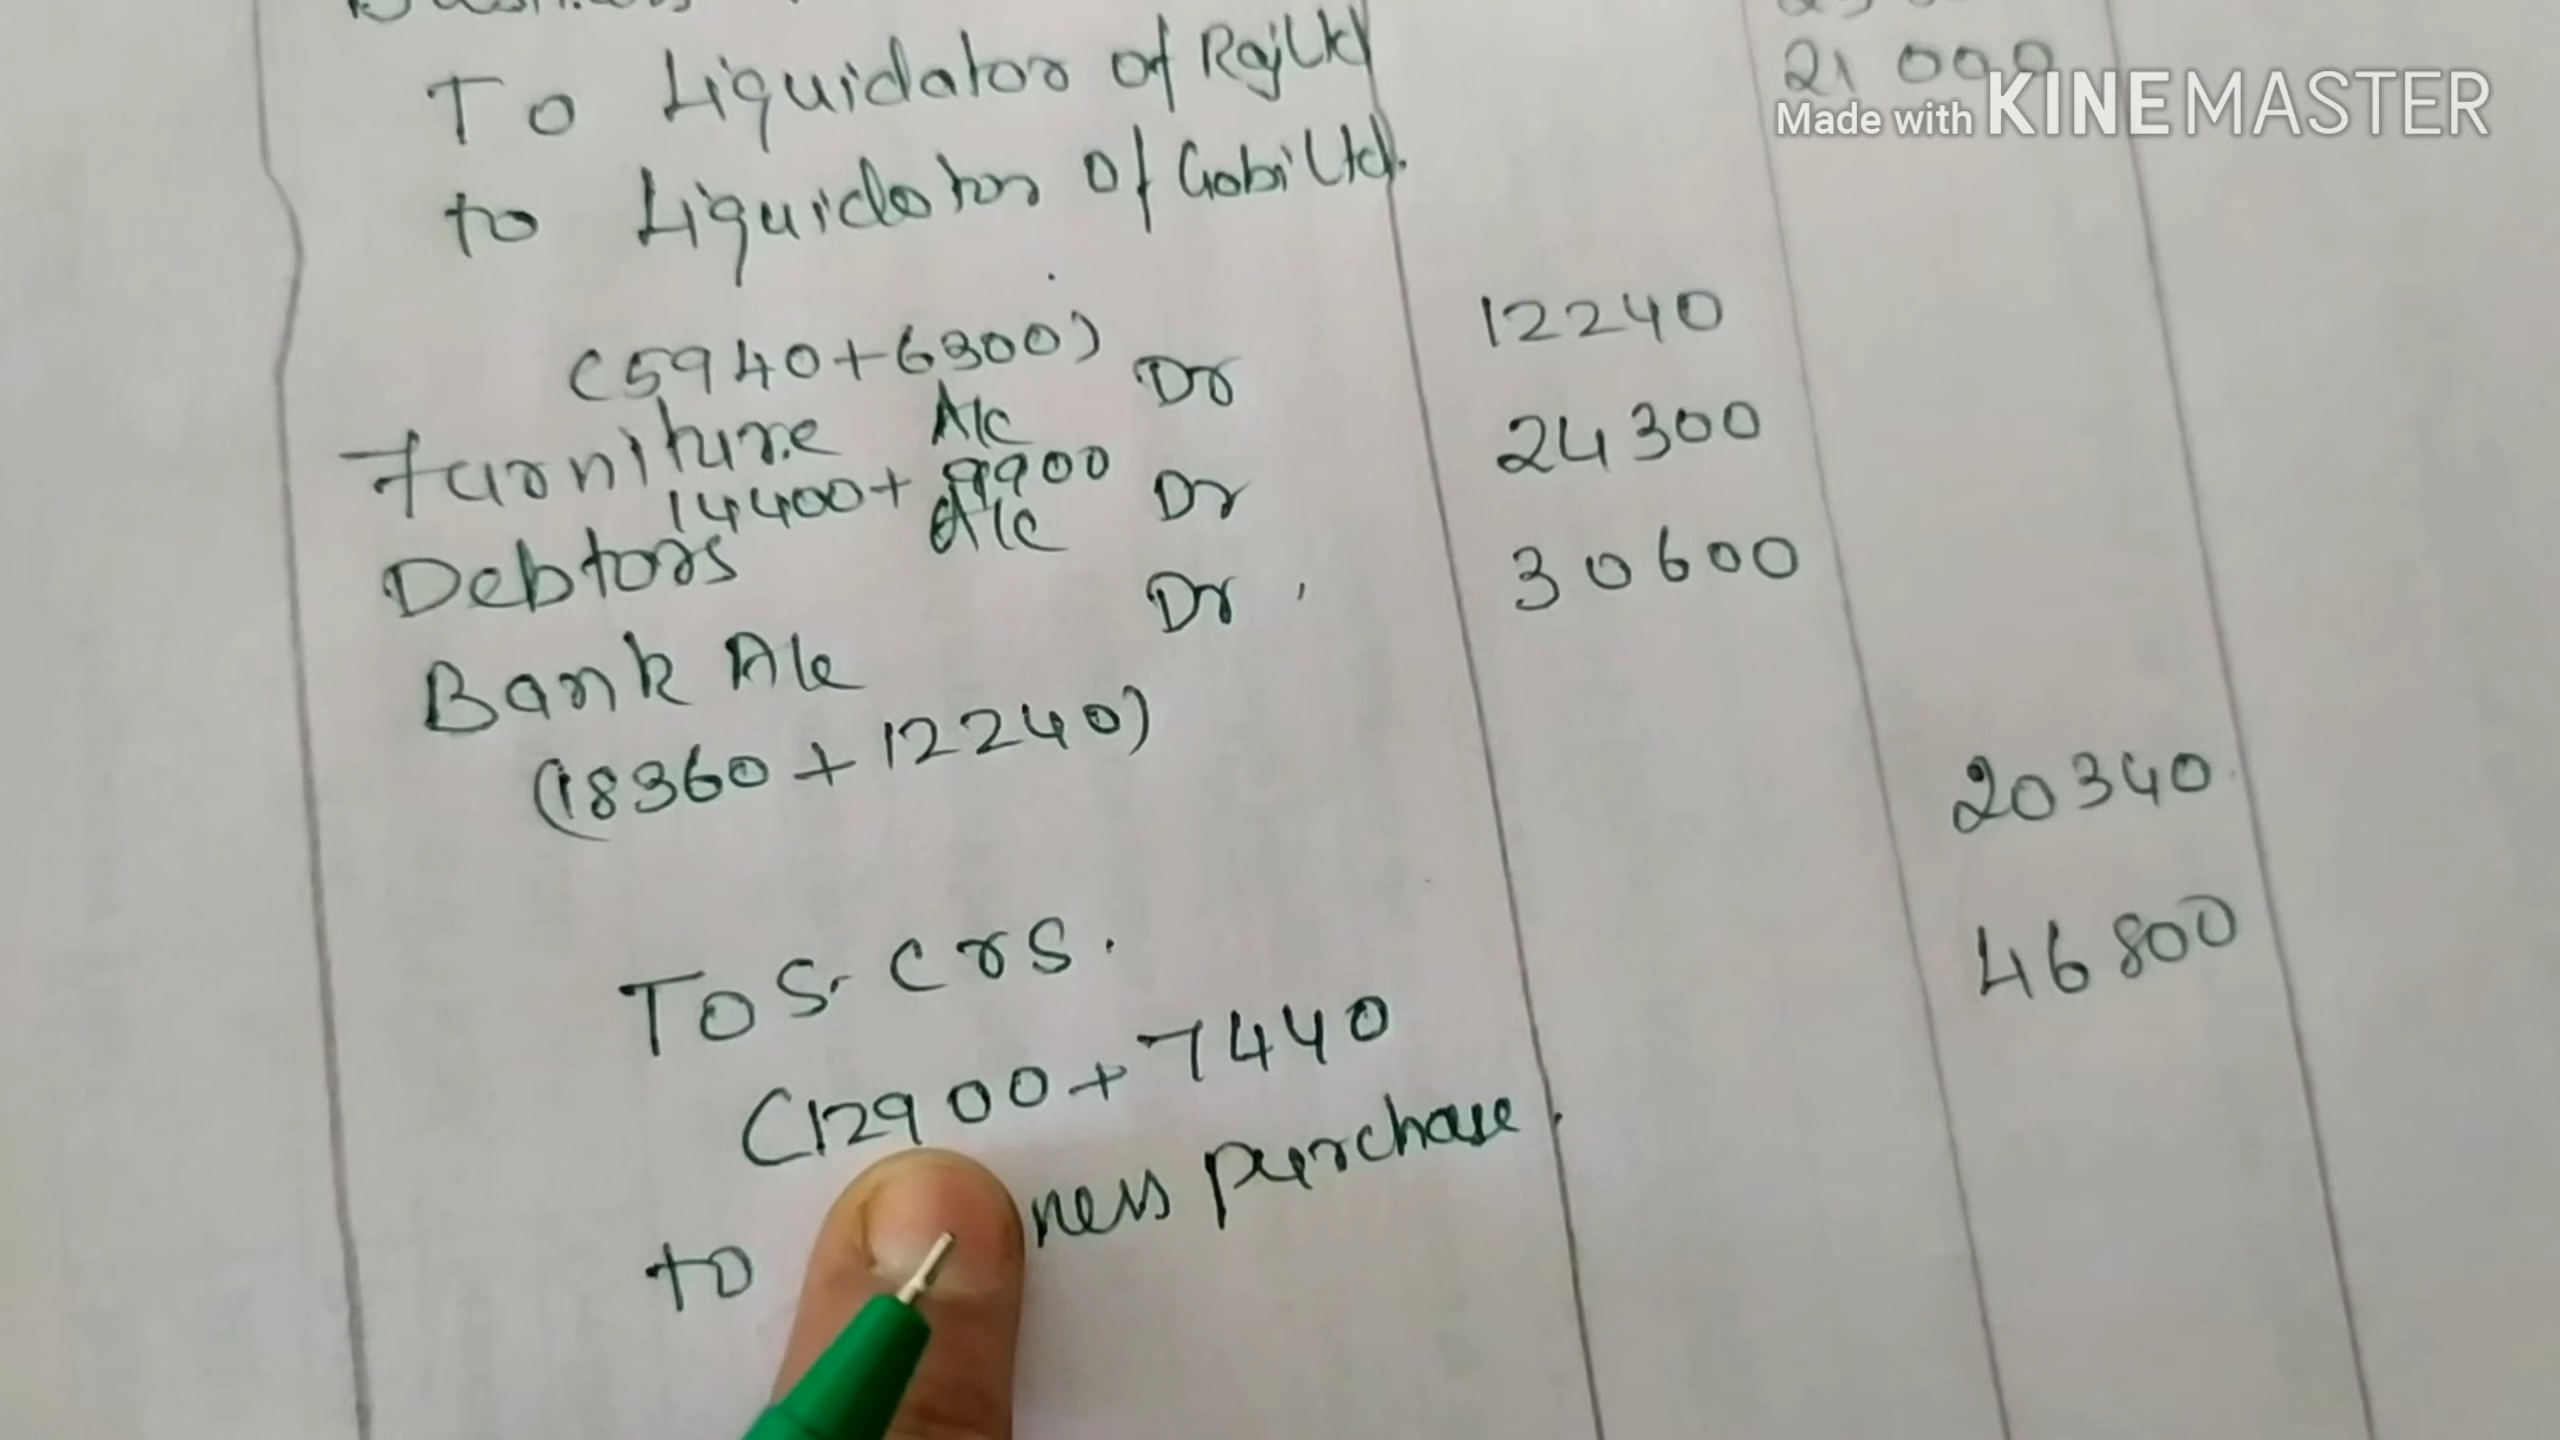 21 000
To Liquidator of Raj Ltd
Made with KINEMASTER
to Liquidator of Gobi Ltd.
(5940+6300)
12240
Furniture A/c Dr
24300
14400+ 9900
Debtors A/c Dr
30600
Bank A/c Dr
(18360 + 12240)
20340
To S. Crs.
46800
(12900+7440
to ness purchase